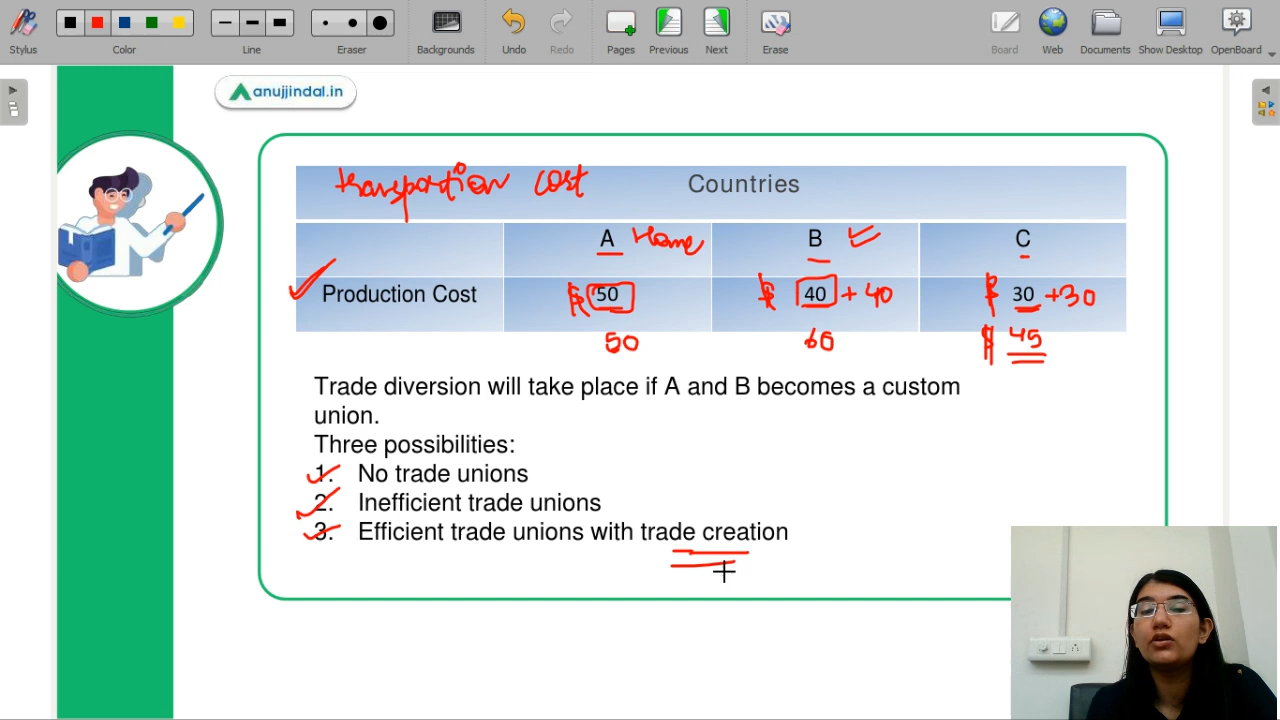 Stylus Color Line Eraser Backgrounds Undo Redo Pages Previous Next Erase Board Web Documents Show Desktop OpenBoard
anujjindal.in
transportion cost Countries
A Home B C
Production Cost $ 50 $ 40 + 40 $ 30 +30
50 60 $ 45
Trade diversion will take place if A and B becomes a custom
union.
Three possibilities:
1. No trade unions
2. Inefficient trade unions
3. Efficient trade unions with trade creation